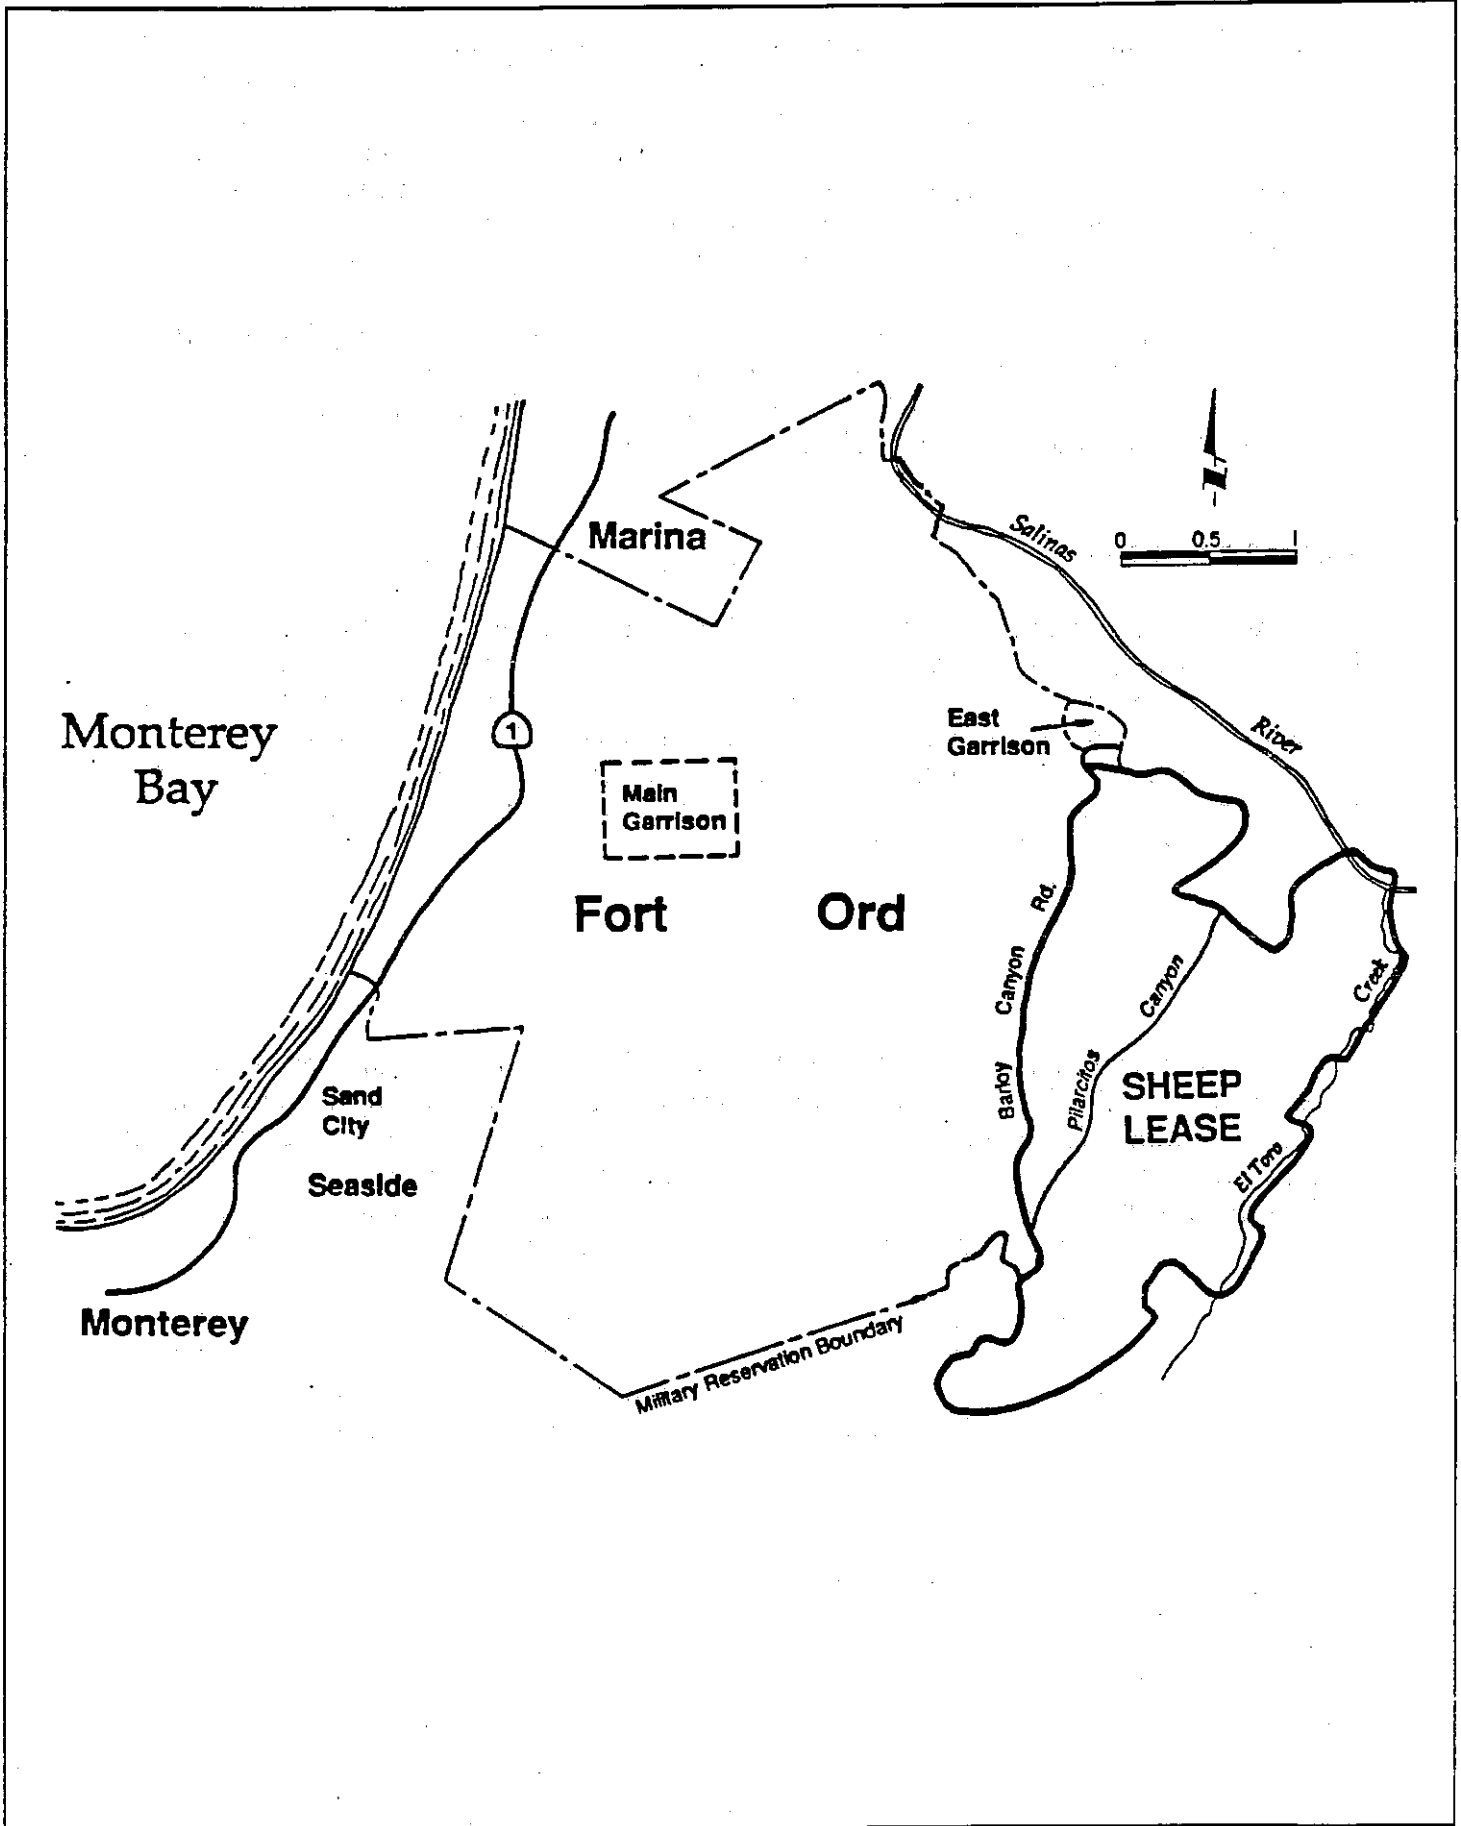 Salinas
0 0.5 1
Marina
Monterey
Bay
1
East
Garrison
River
Main
Garrison
Fort Ord
Barloy Canyon Rd.
Pilarcitos Canyon
El Toro Creek
SHEEP
LEASE
Sand
City
Seaside
Monterey
Military Reservation Boundary